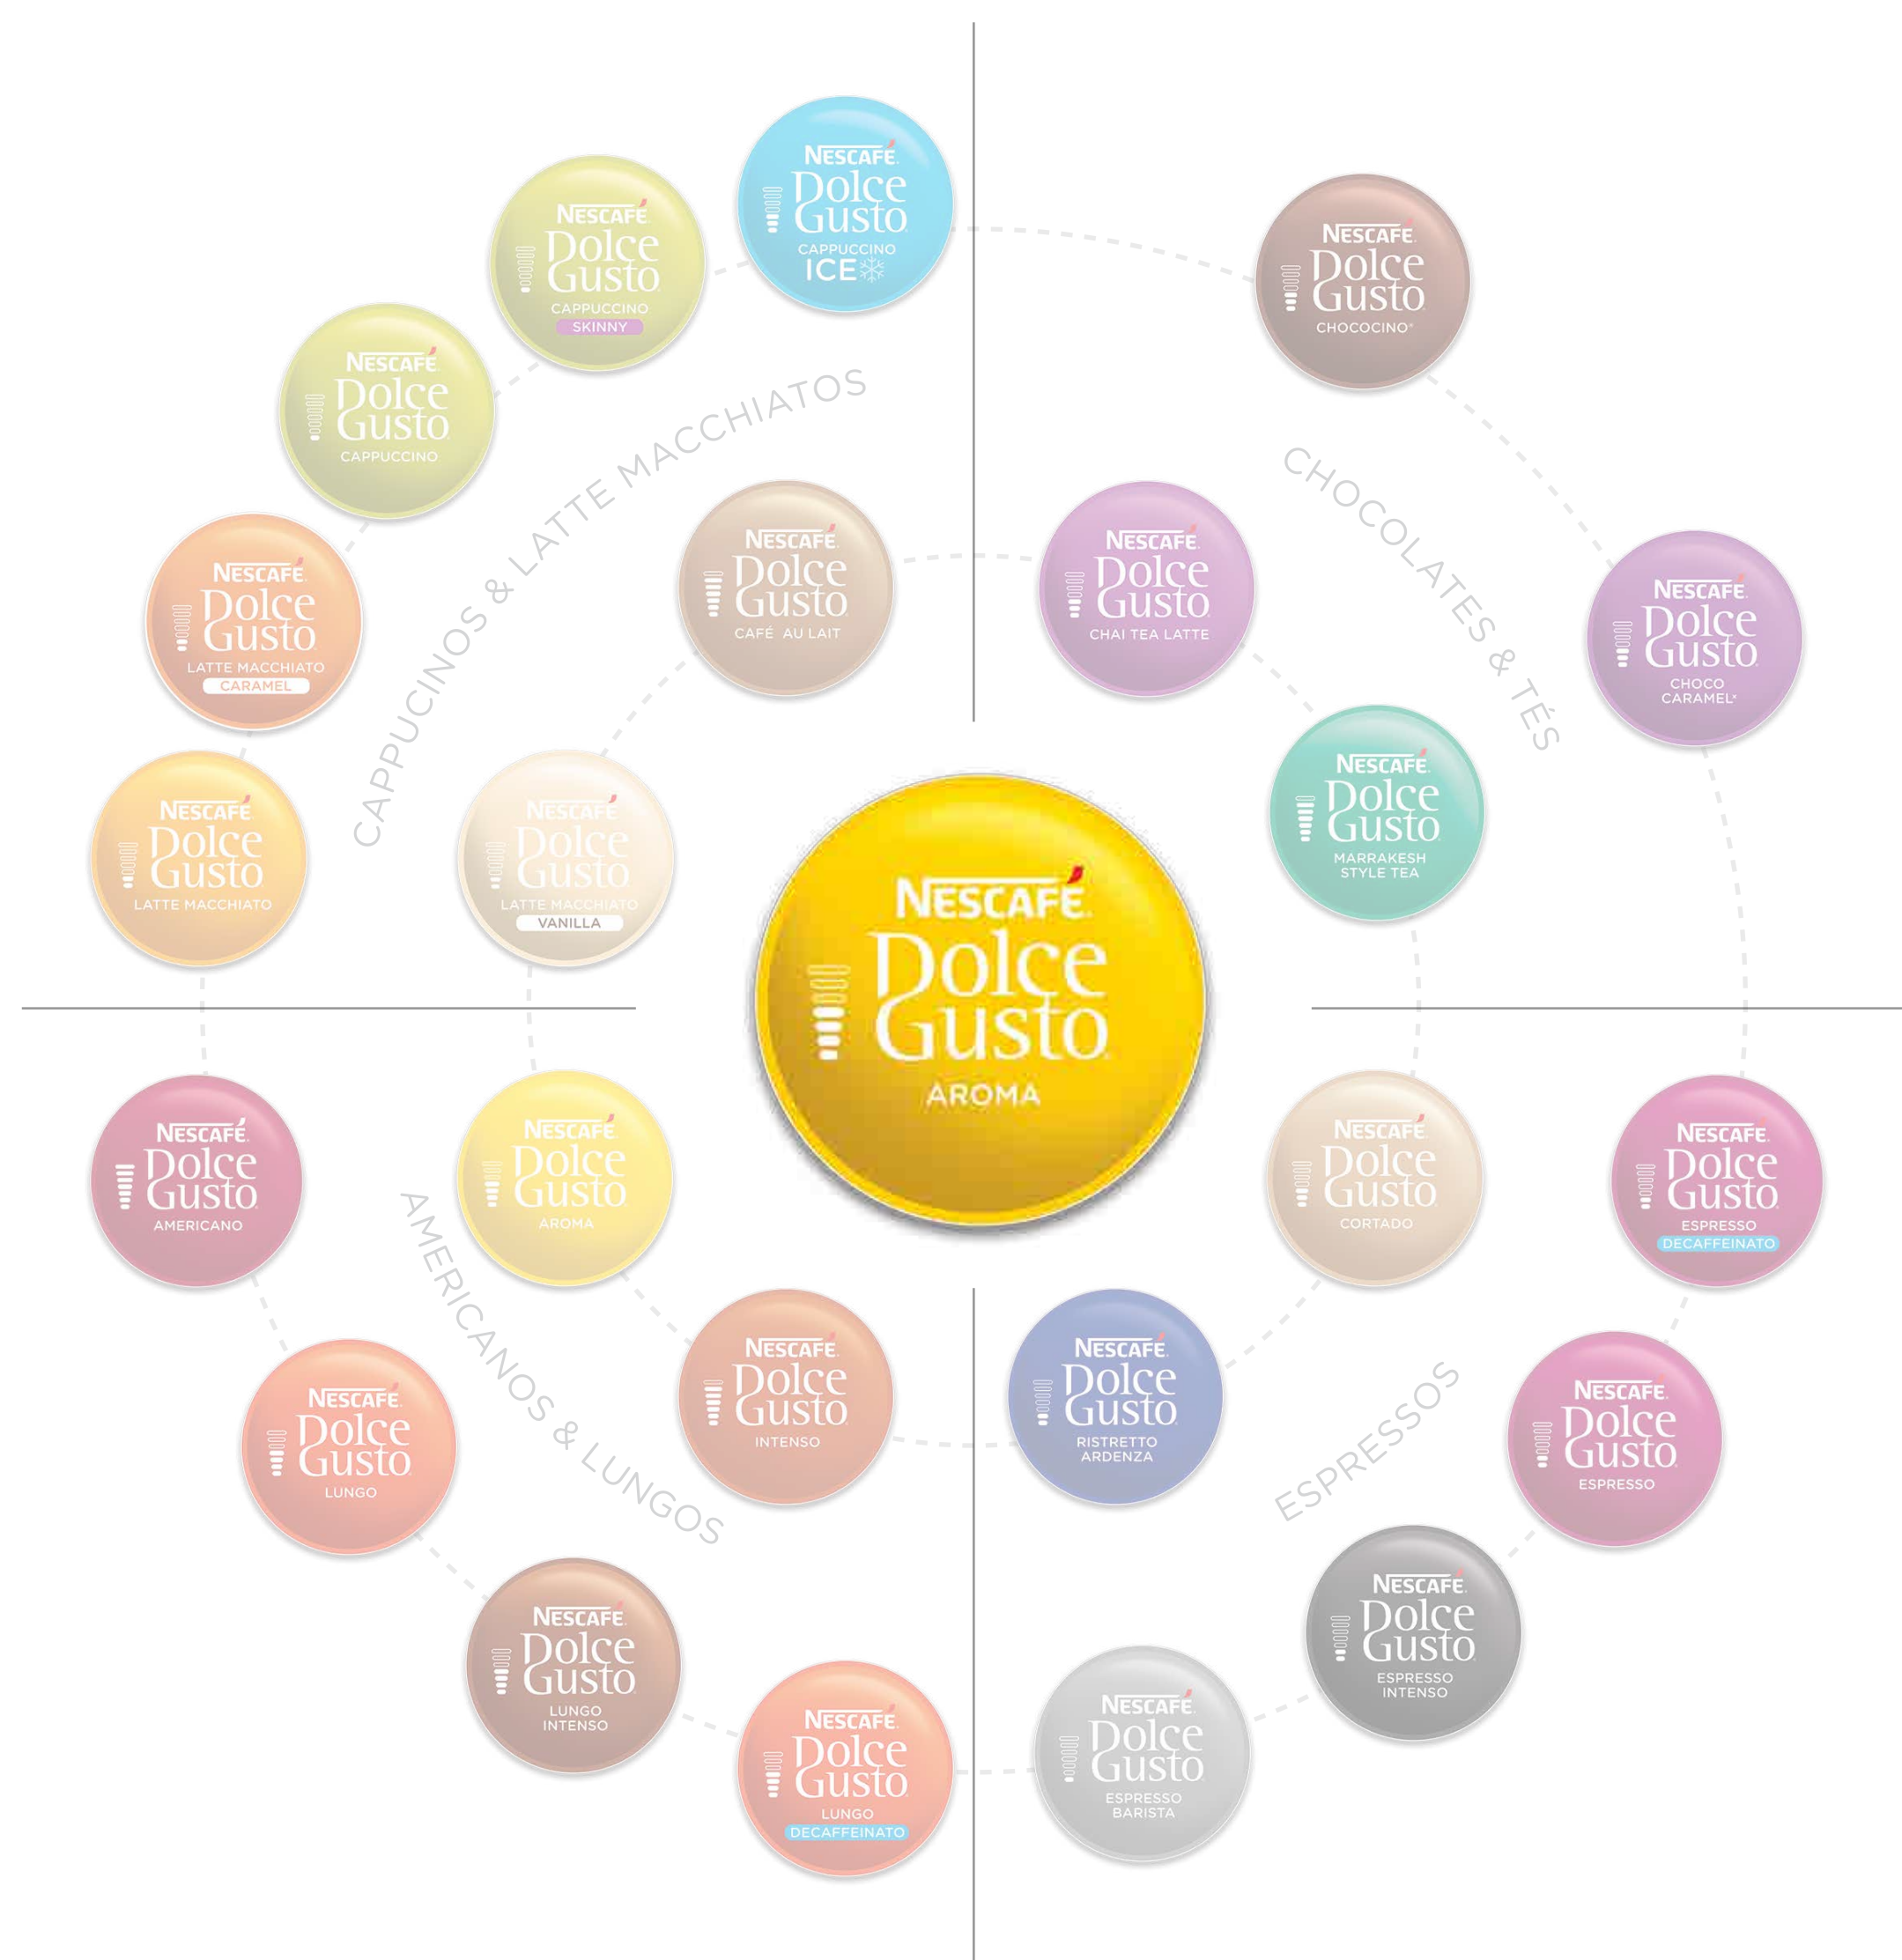 NESCAFÉ
Dolce
Gusto
CAPPUCCINO
ICE
NESCAFÉ
Dolce
Gusto
CAPPUCCINO
SKINNY
NESCAFÉ
Dolce
Gusto
CAPPUCCINO
NESCAFÉ
Dolce
Gusto
LATTE MACCHIATO
CARAMEL
NESCAFÉ
Dolce
Gusto
LATTE MACCHIATO
CAPPUCINOS & LATTE MACCHIATOS
NESCAFÉ
Dolce
Gusto
CAFÉ AU LAIT
NESCAFÉ
Dolce
Gusto
LATTE MACCHIATO
VANILLA
NESCAFÉ
Dolce
Gusto
CHOCOCINO®
NESCAFÉ
Dolce
Gusto
CHOCO
CARAMEL*
CHOCOLATES & TÉS
NESCAFÉ
Dolce
Gusto
CHAI TEA LATTE
NESCAFÉ
Dolce
Gusto
MARRAKESH
STYLE TEA
NESCAFÉ
Dolce
Gusto
AROMA
NESCAFÉ
Dolce
Gusto
AMERICANO
NESCAFÉ
Dolce
Gusto
AROMA
NESCAFÉ
Dolce
Gusto
INTENSO
AMERICANOS & LUNGOS
NESCAFÉ
Dolce
Gusto
LUNGO
NESCAFÉ
Dolce
Gusto
LUNGO
INTENSO
NESCAFÉ
Dolce
Gusto
LUNGO
DECAFFEINATO
NESCAFÉ
Dolce
Gusto
CORTADO
NESCAFÉ
Dolce
Gusto
ESPRESSO
DECAFFEINATO
NESCAFÉ
Dolce
Gusto
RISTRETTO
ARDENZA
ESPRESSOS
NESCAFÉ
Dolce
Gusto
ESPRESSO
NESCAFÉ
Dolce
Gusto
ESPRESSO
INTENSO
NESCAFÉ
Dolce
Gusto
ESPRESSO
BARISTA